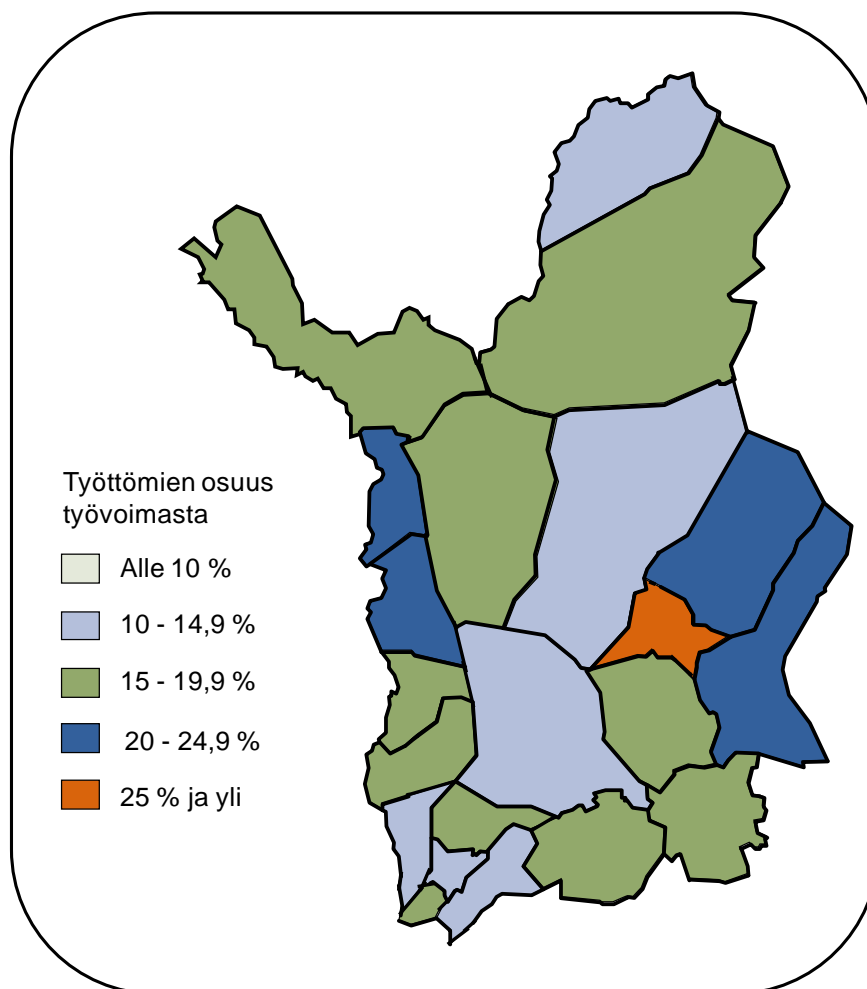 Työttömien osuus
työvoimasta
Alle 10 %
10 - 14,9 %
15 - 19,9 %
20 - 24,9 %
25 % ja yli